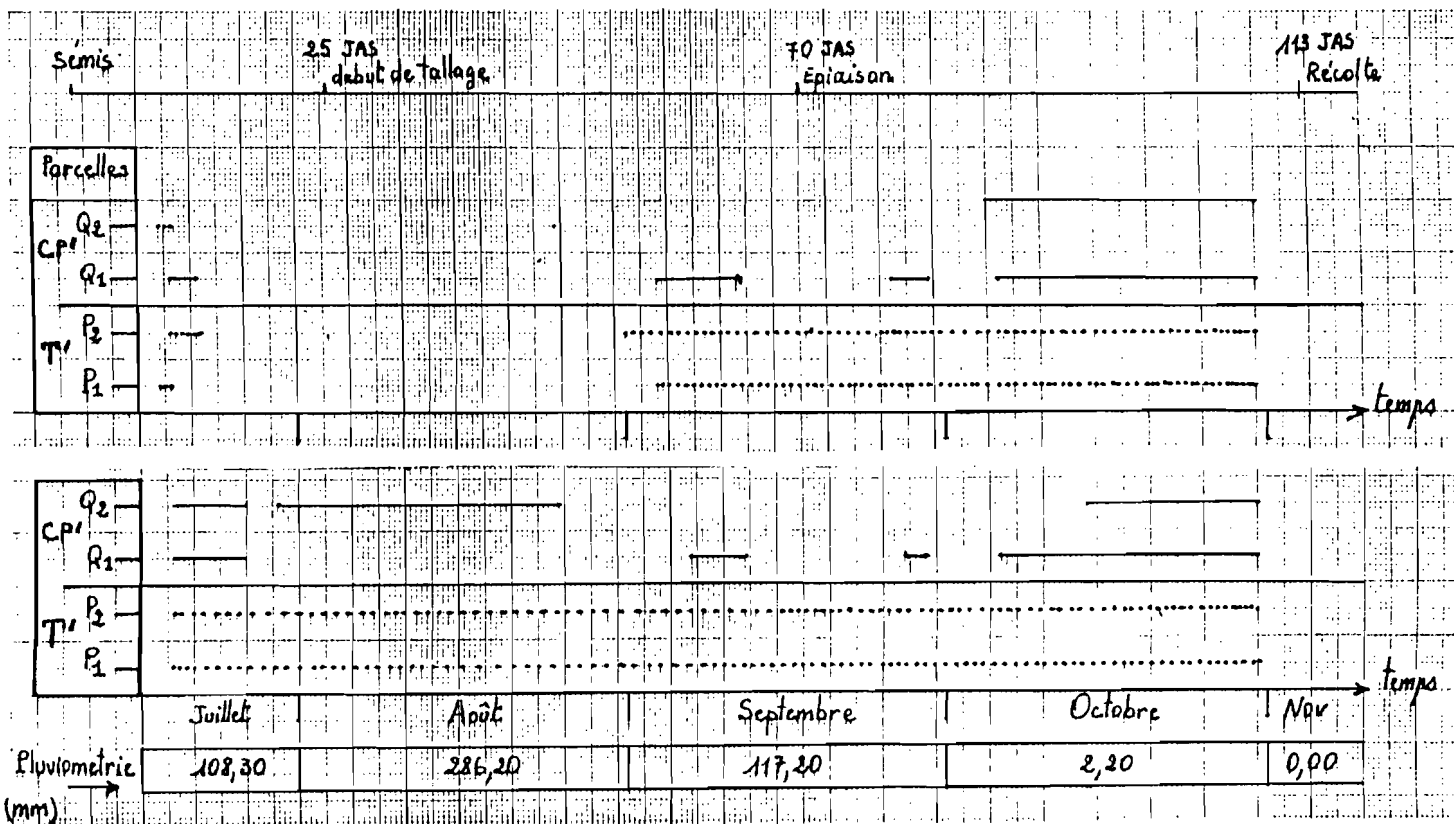 Semis
25 JAS
debut de tallage
70 JAS
Epiaison
113 JAS
Récolte
Parcelles
CP'
Q2
Q1
T'
P2
P1
temps
CP'
Q2
Q1
T'
P2
P1
temps
Juillet Août Septembre Octobre Nov
Pluviometrie 108,30 286,20 117,20 2,20 0,00
(mm)